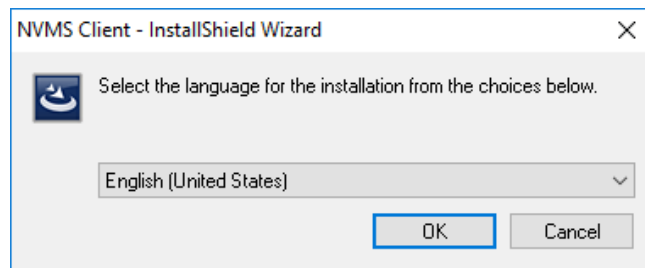 NVMS Client - InstallShield Wizard
Select the language for the installation from the choices below.
English (United States)
OK
Cancel